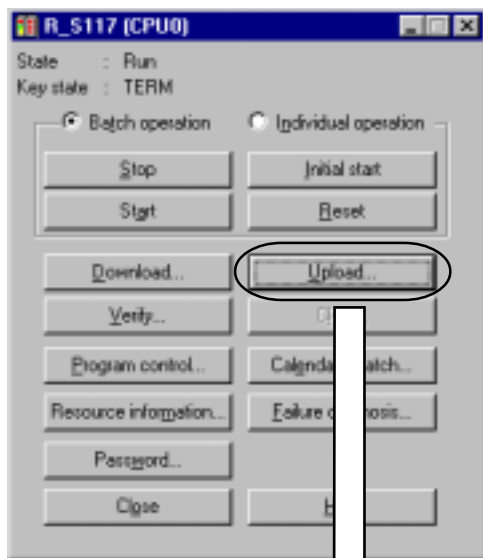 R_S117 (CPU0)
State : Run
Key state : TERM
Batch operation Individual operation
Stop Initial start
Start Reset
Download... Upload...
Verify...
Program control...
Resource information... Failure
Password...
Close